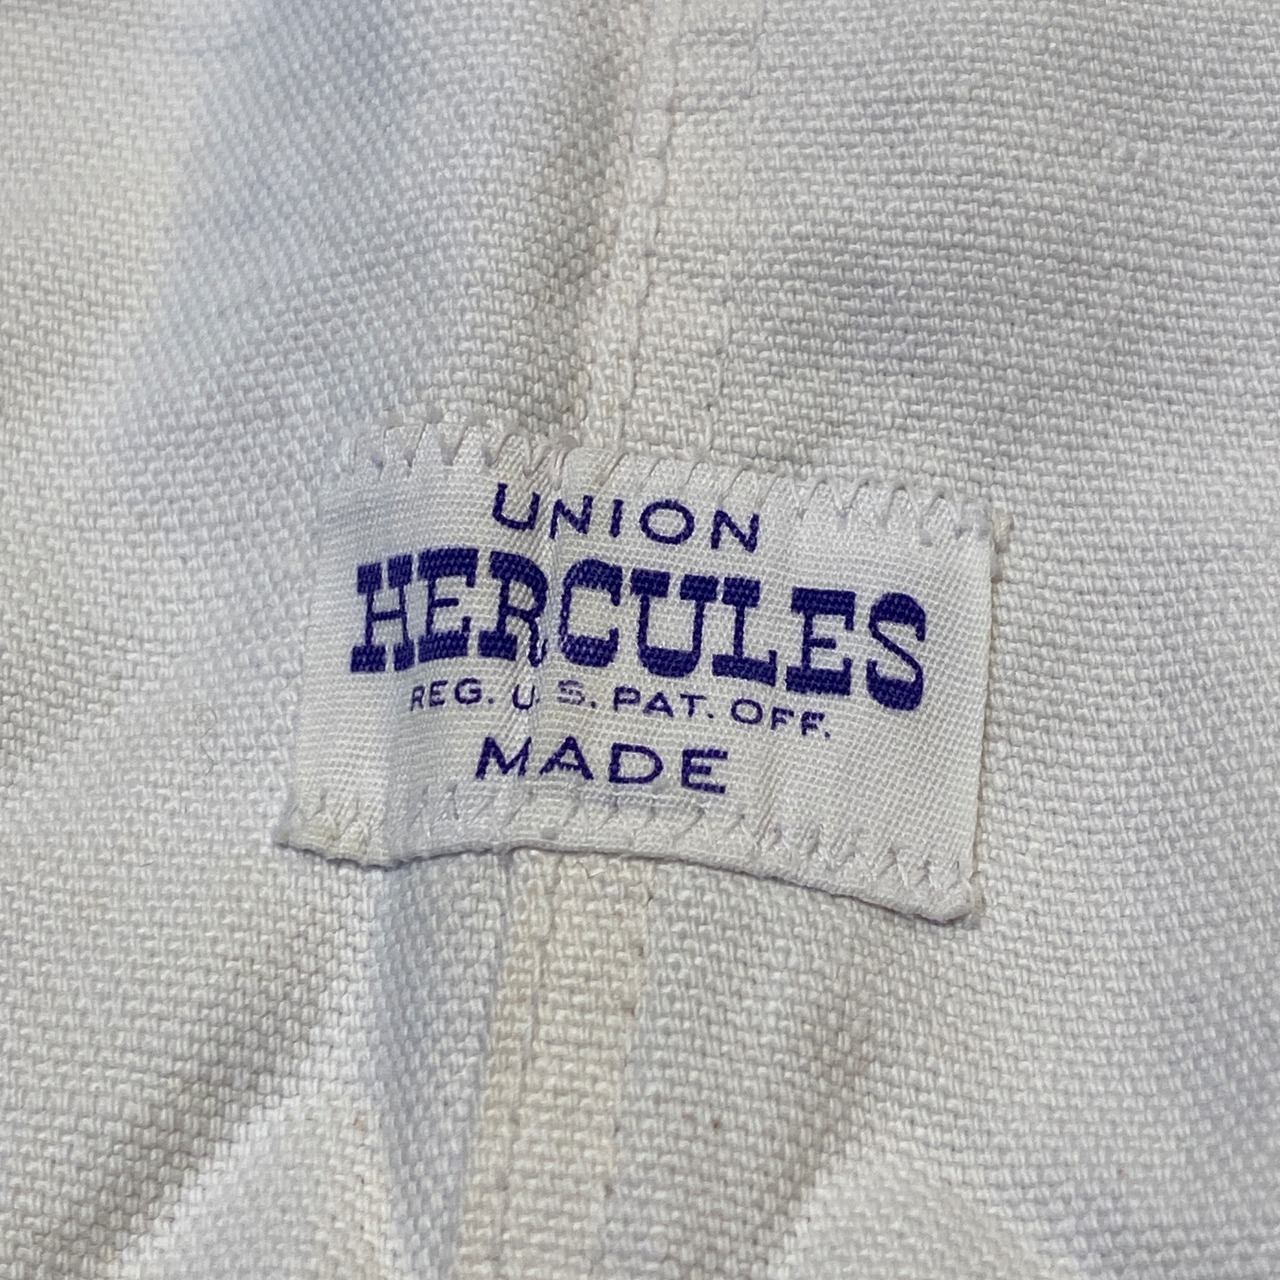 UNION
HERCULES
REG. U.S. PAT. OFF.
MADE